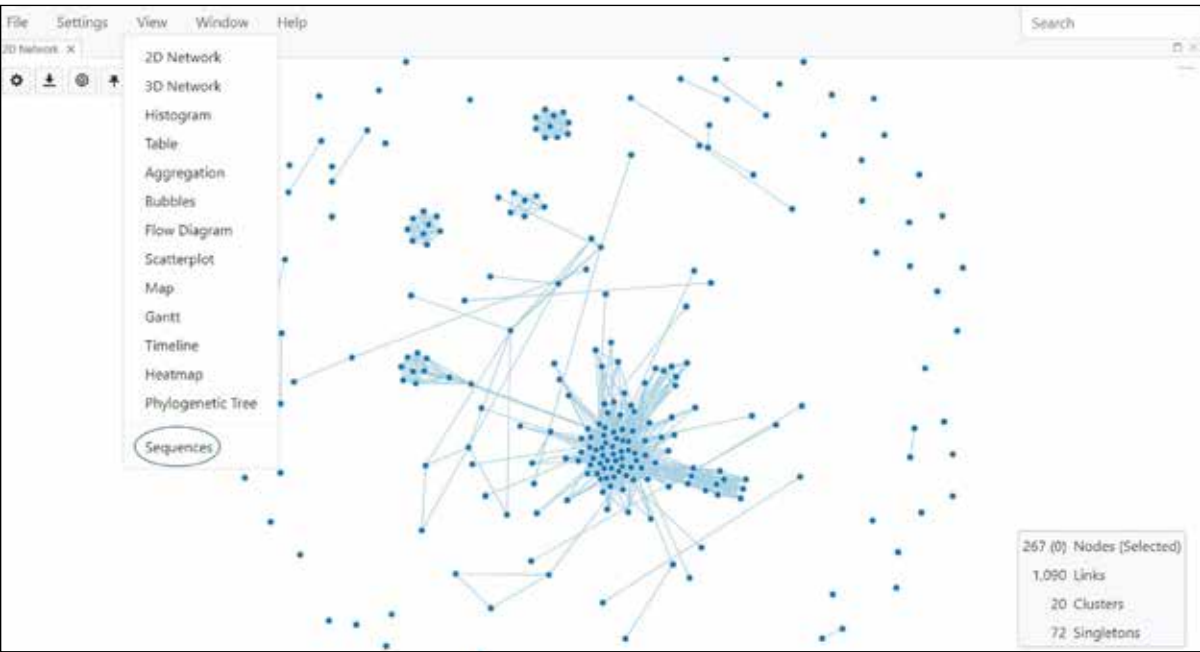 File Settings View Window Help Search
2D Network ×
2D Network
3D Network
Histogram
Table
Aggregation
Bubbles
Flow Diagram
Scatterplot
Map
Gantt
Timeline
Heatmap
Phylogenetic Tree
Sequences
267 (0) Nodes (Selected)
1,090 Links
20 Clusters
72 Singletons